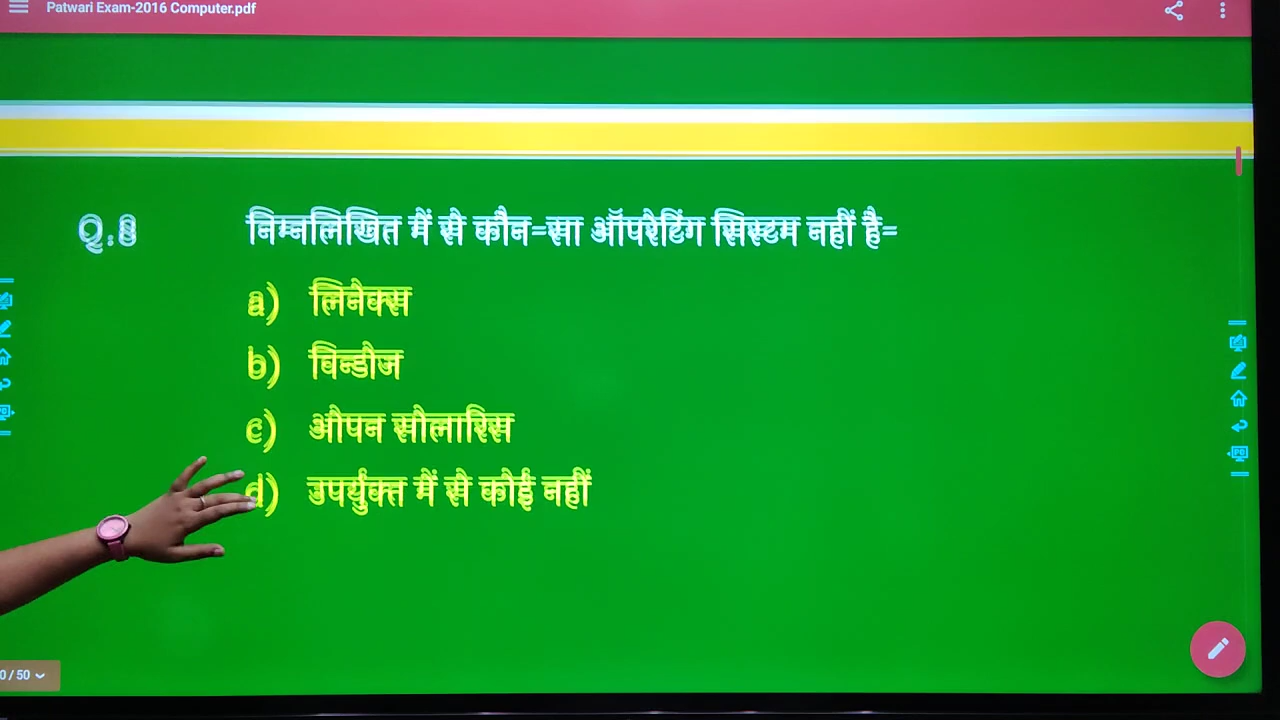 Patwari Exam-2016 Computer.pdf
Q.8 निम्नलिखित में से कौन-सा ऑपरेटिंग सिस्टम नहीं है-
a) लिनेक्स
b) विन्डोज
c) ओपन सोलारिस
d) उपर्युक्त में से कोई नहीं
0 / 50